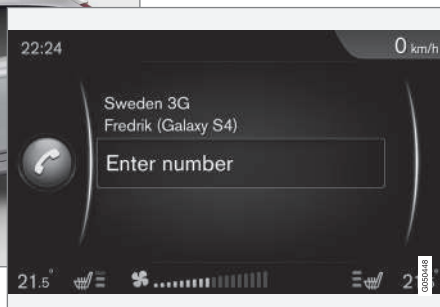 22:24
0 km/h
Sweden 3G
Fredrik (Galaxy S4)
Enter number
21.5°
G050448